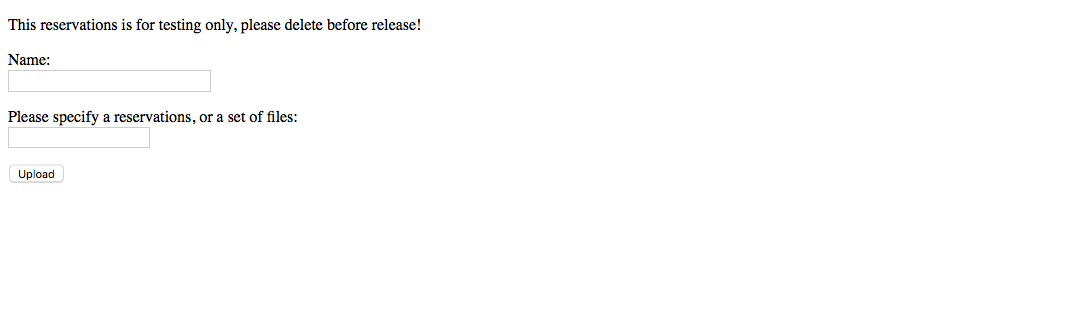 This reservations is for testing only, please delete before release!
Name:
Please specify a reservations, or a set of files:
Upload